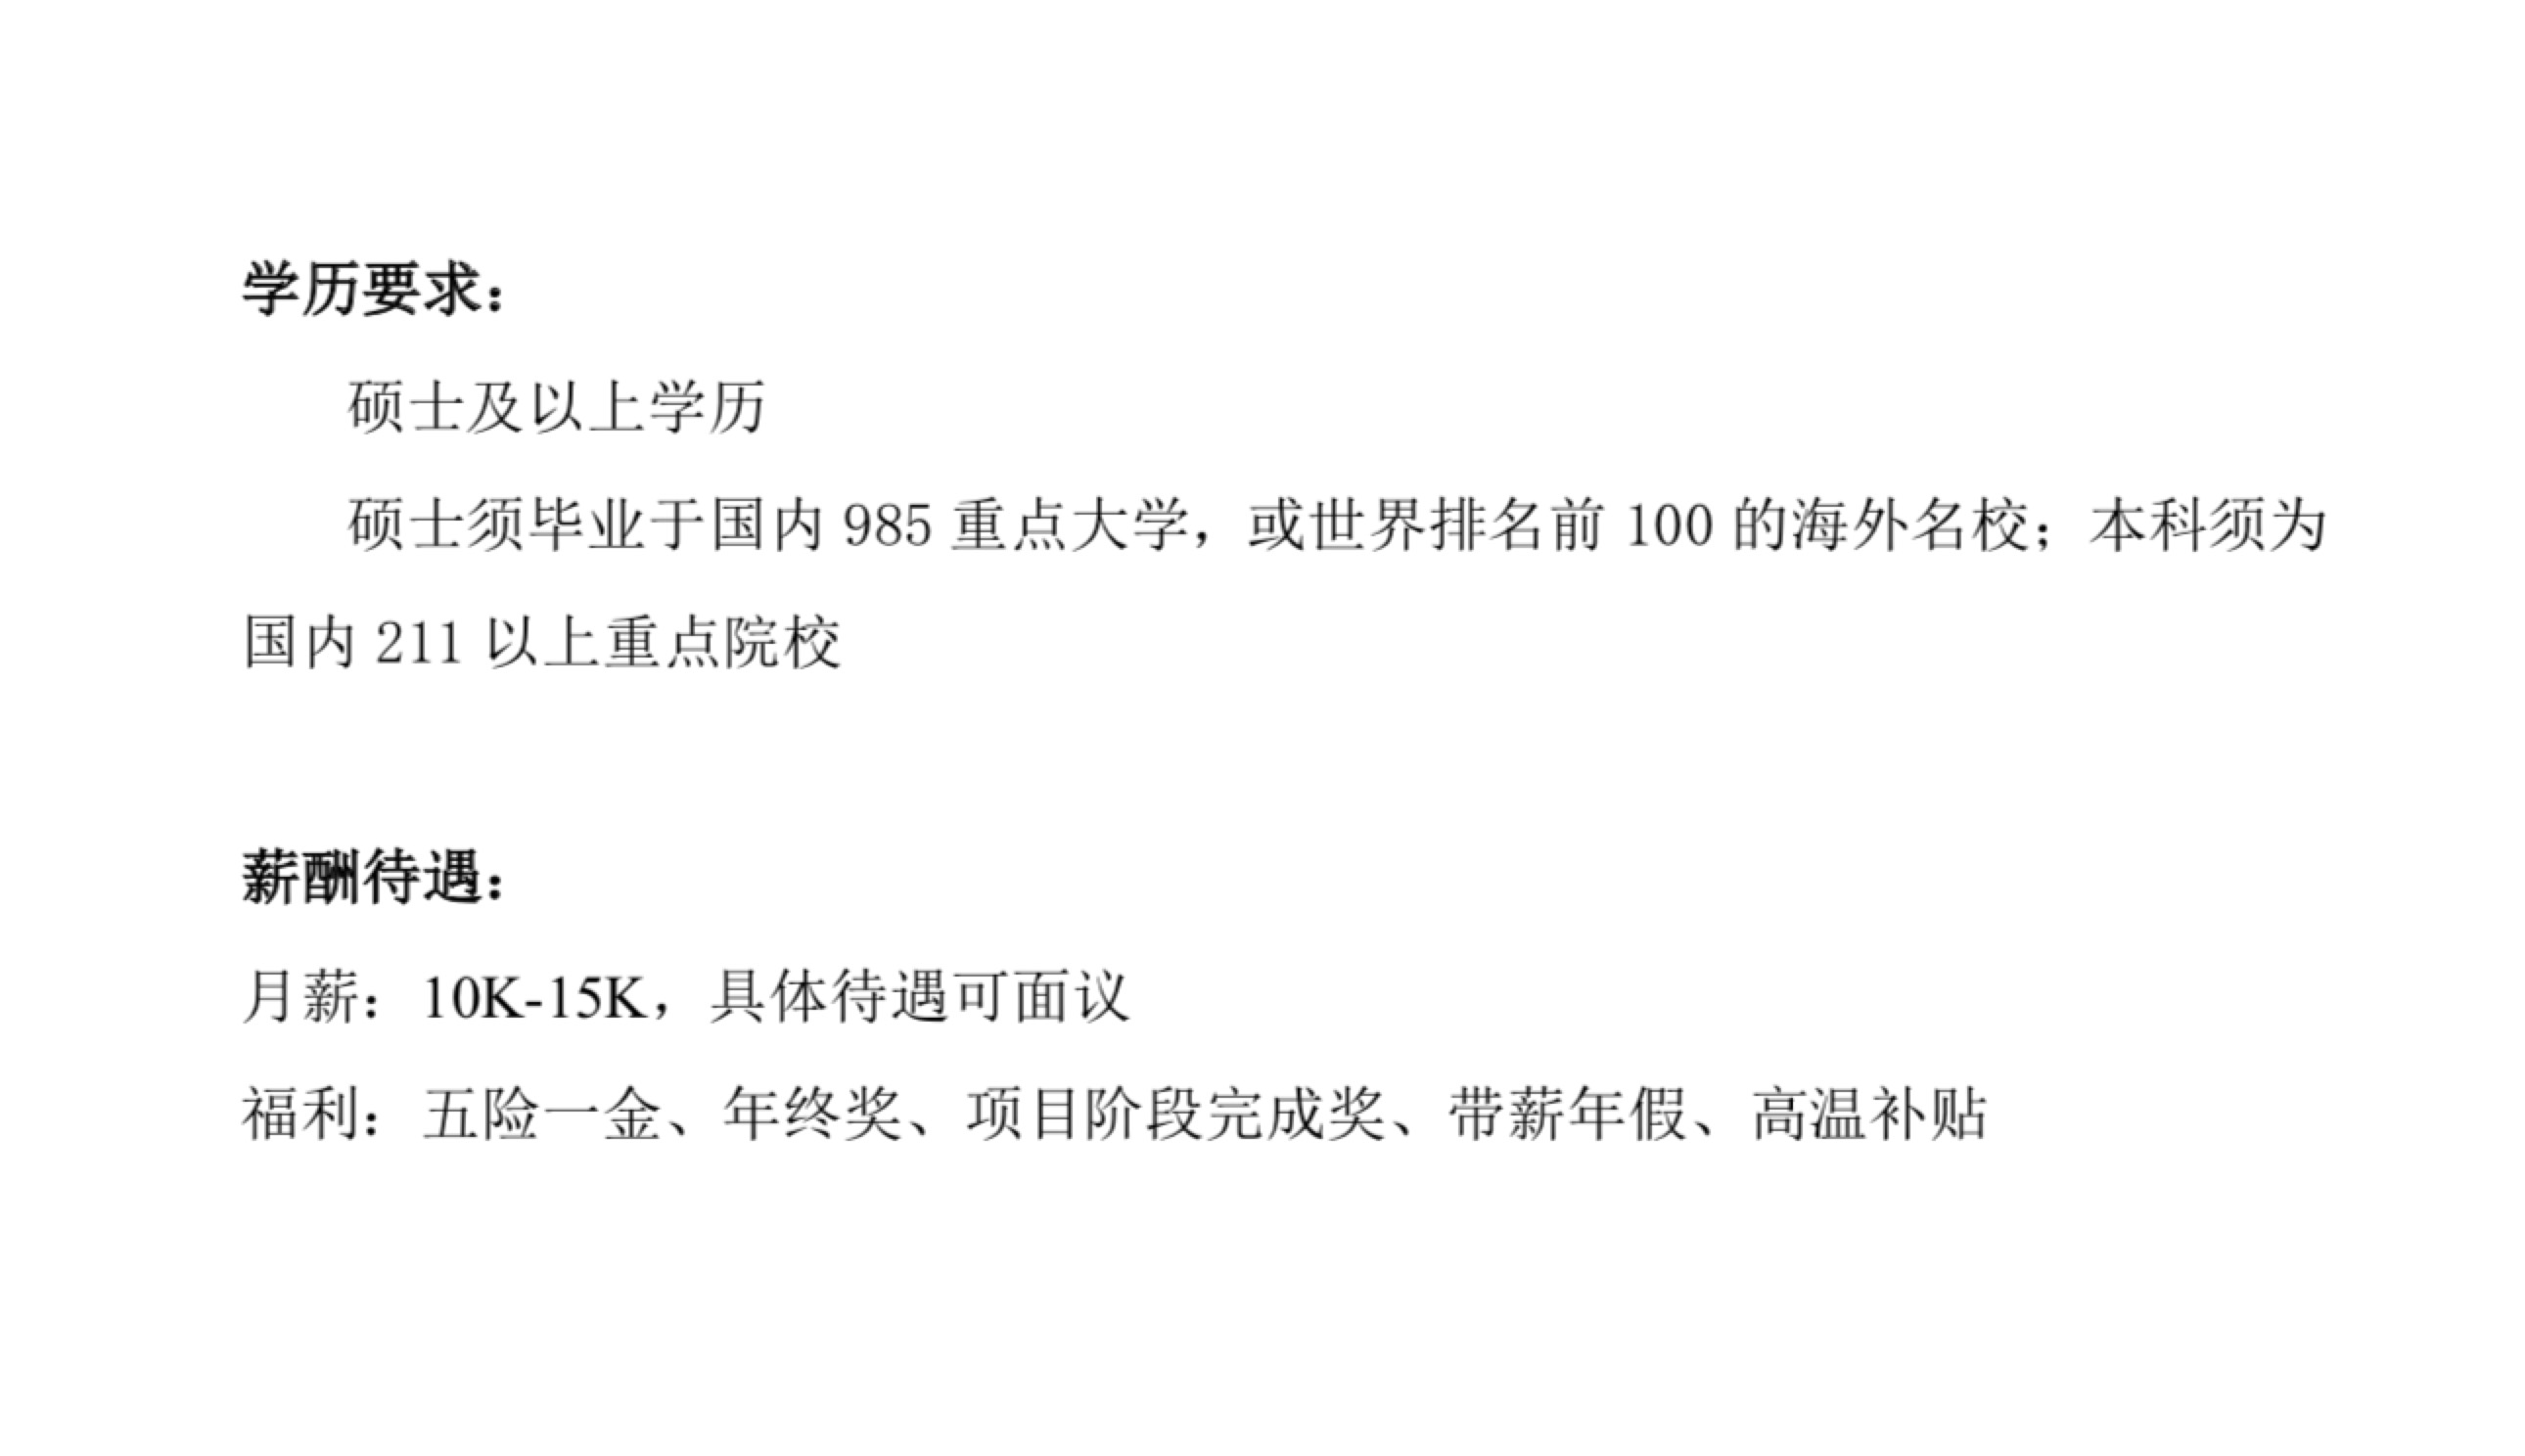 学历要求：
硕士及以上学历
硕士须毕业于国内 985 重点大学，或世界排名前 100 的海外名校；本科须为
国内 211 以上重点院校
薪酬待遇：
月薪：10K-15K，具体待遇可面议
福利：五险一金、年终奖、项目阶段完成奖、带薪年假、高温补贴